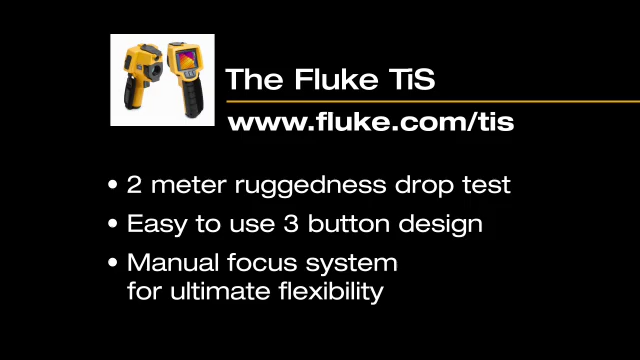 The Fluke TiS
www.fluke.com/tis
• 2 meter ruggedness drop test
• Easy to use 3 button design
• Manual focus system
for ultimate flexibility